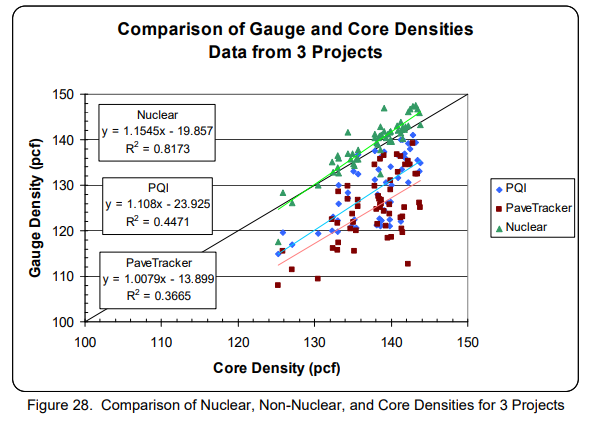 Comparison of Gauge and Core Densities
Data from 3 Projects
Gauge Density (pcf)
150
140
130
120
110
100
Nuclear
y = 1.1545x - 19.857
R² = 0.8173
PQI
y = 1.108x - 23.925
R² = 0.4471
PaveTracker
y = 1.0079x - 13.899
R² = 0.3665
PQI
PaveTracker
Nuclear
100
110
120
130
140
150
Core Density (pcf)
Figure 28. Comparison of Nuclear, Non-Nuclear, and Core Densities for 3 Projects